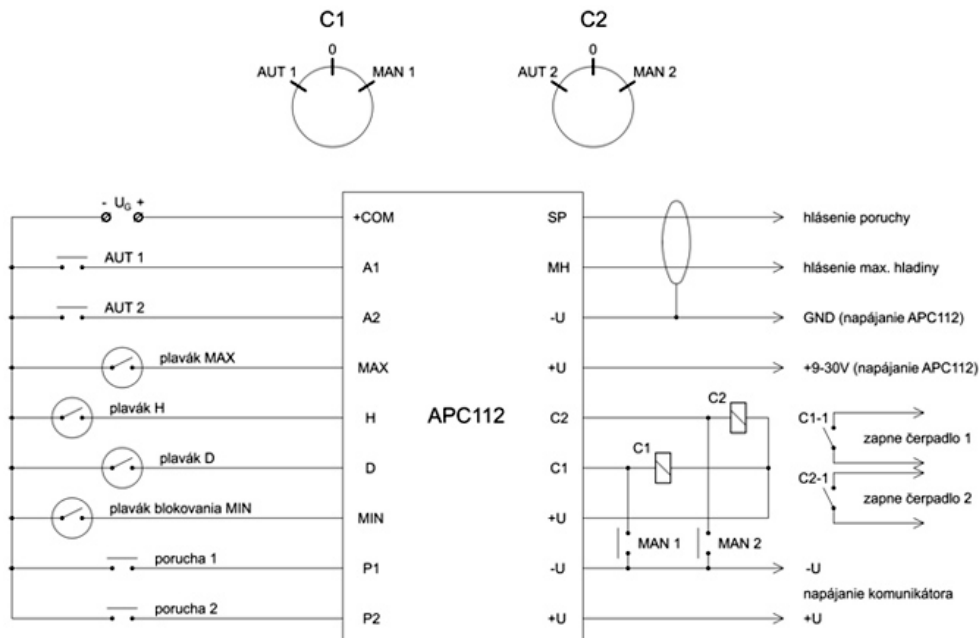 C1
C2
0
0
AUT 1
MAN 1
AUT 2
MAN 2
- UG +
+COM
SP
hlásenie poruchy
AUT 1
A1
MH
hlásenie max. hladiny
AUT 2
A2
-U
GND (napájanie APC112)
plavák MAX
MAX
+U
+9-30V (napájanie APC112)
plavák H
H
APC112
C2
C2
C1-1
zapne čerpadlo 1
plavák D
D
C1
C1
C2-1
zapne čerpadlo 2
plavák blokovania MIN
MIN
+U
MAN 1
MAN 2
porucha 1
P1
-U
-U
napájanie komunikátora
porucha 2
P2
+U
+U